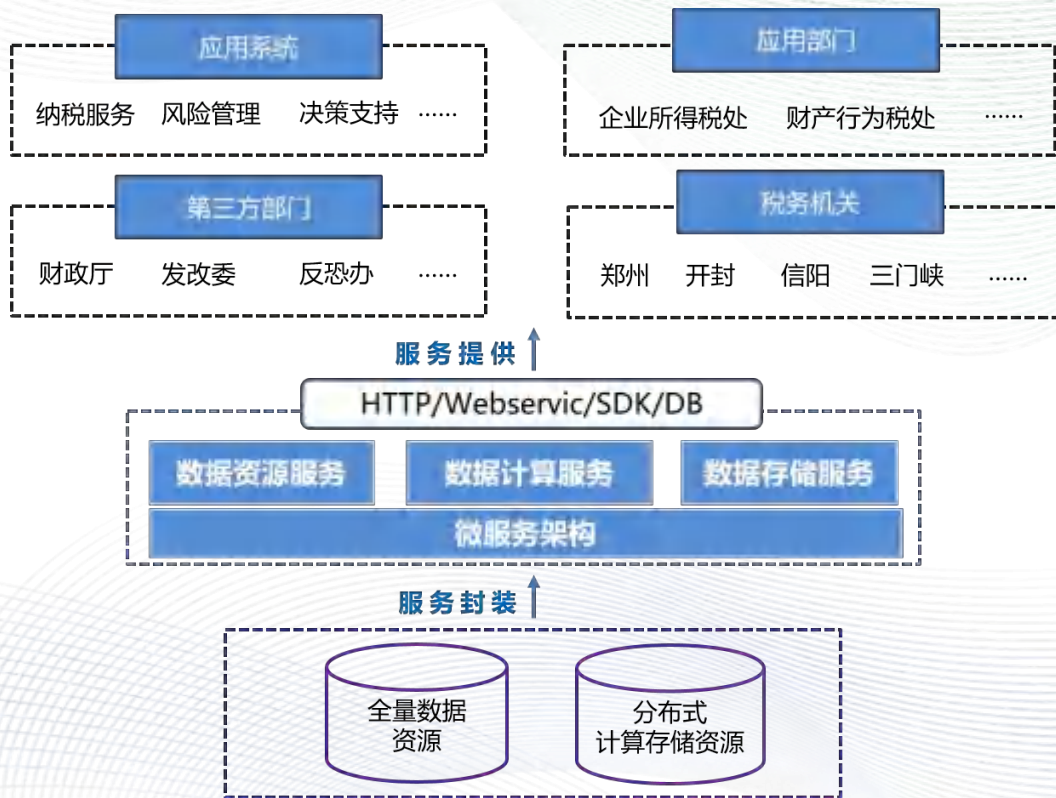 应用系统
纳税服务 风险管理 决策支持 ……
应用部门
企业所得税处 财产行为税处 ……
第三方部门
财政厅 发改委 反恐办 ……
税务机关
郑州 开封 信阳 三门峡 ……
服务提供
HTTP/Webservic/SDK/DB
数据资源服务 数据计算服务 数据存储服务
微服务架构
服务封装
全量数据
资源
分布式
计算存储资源